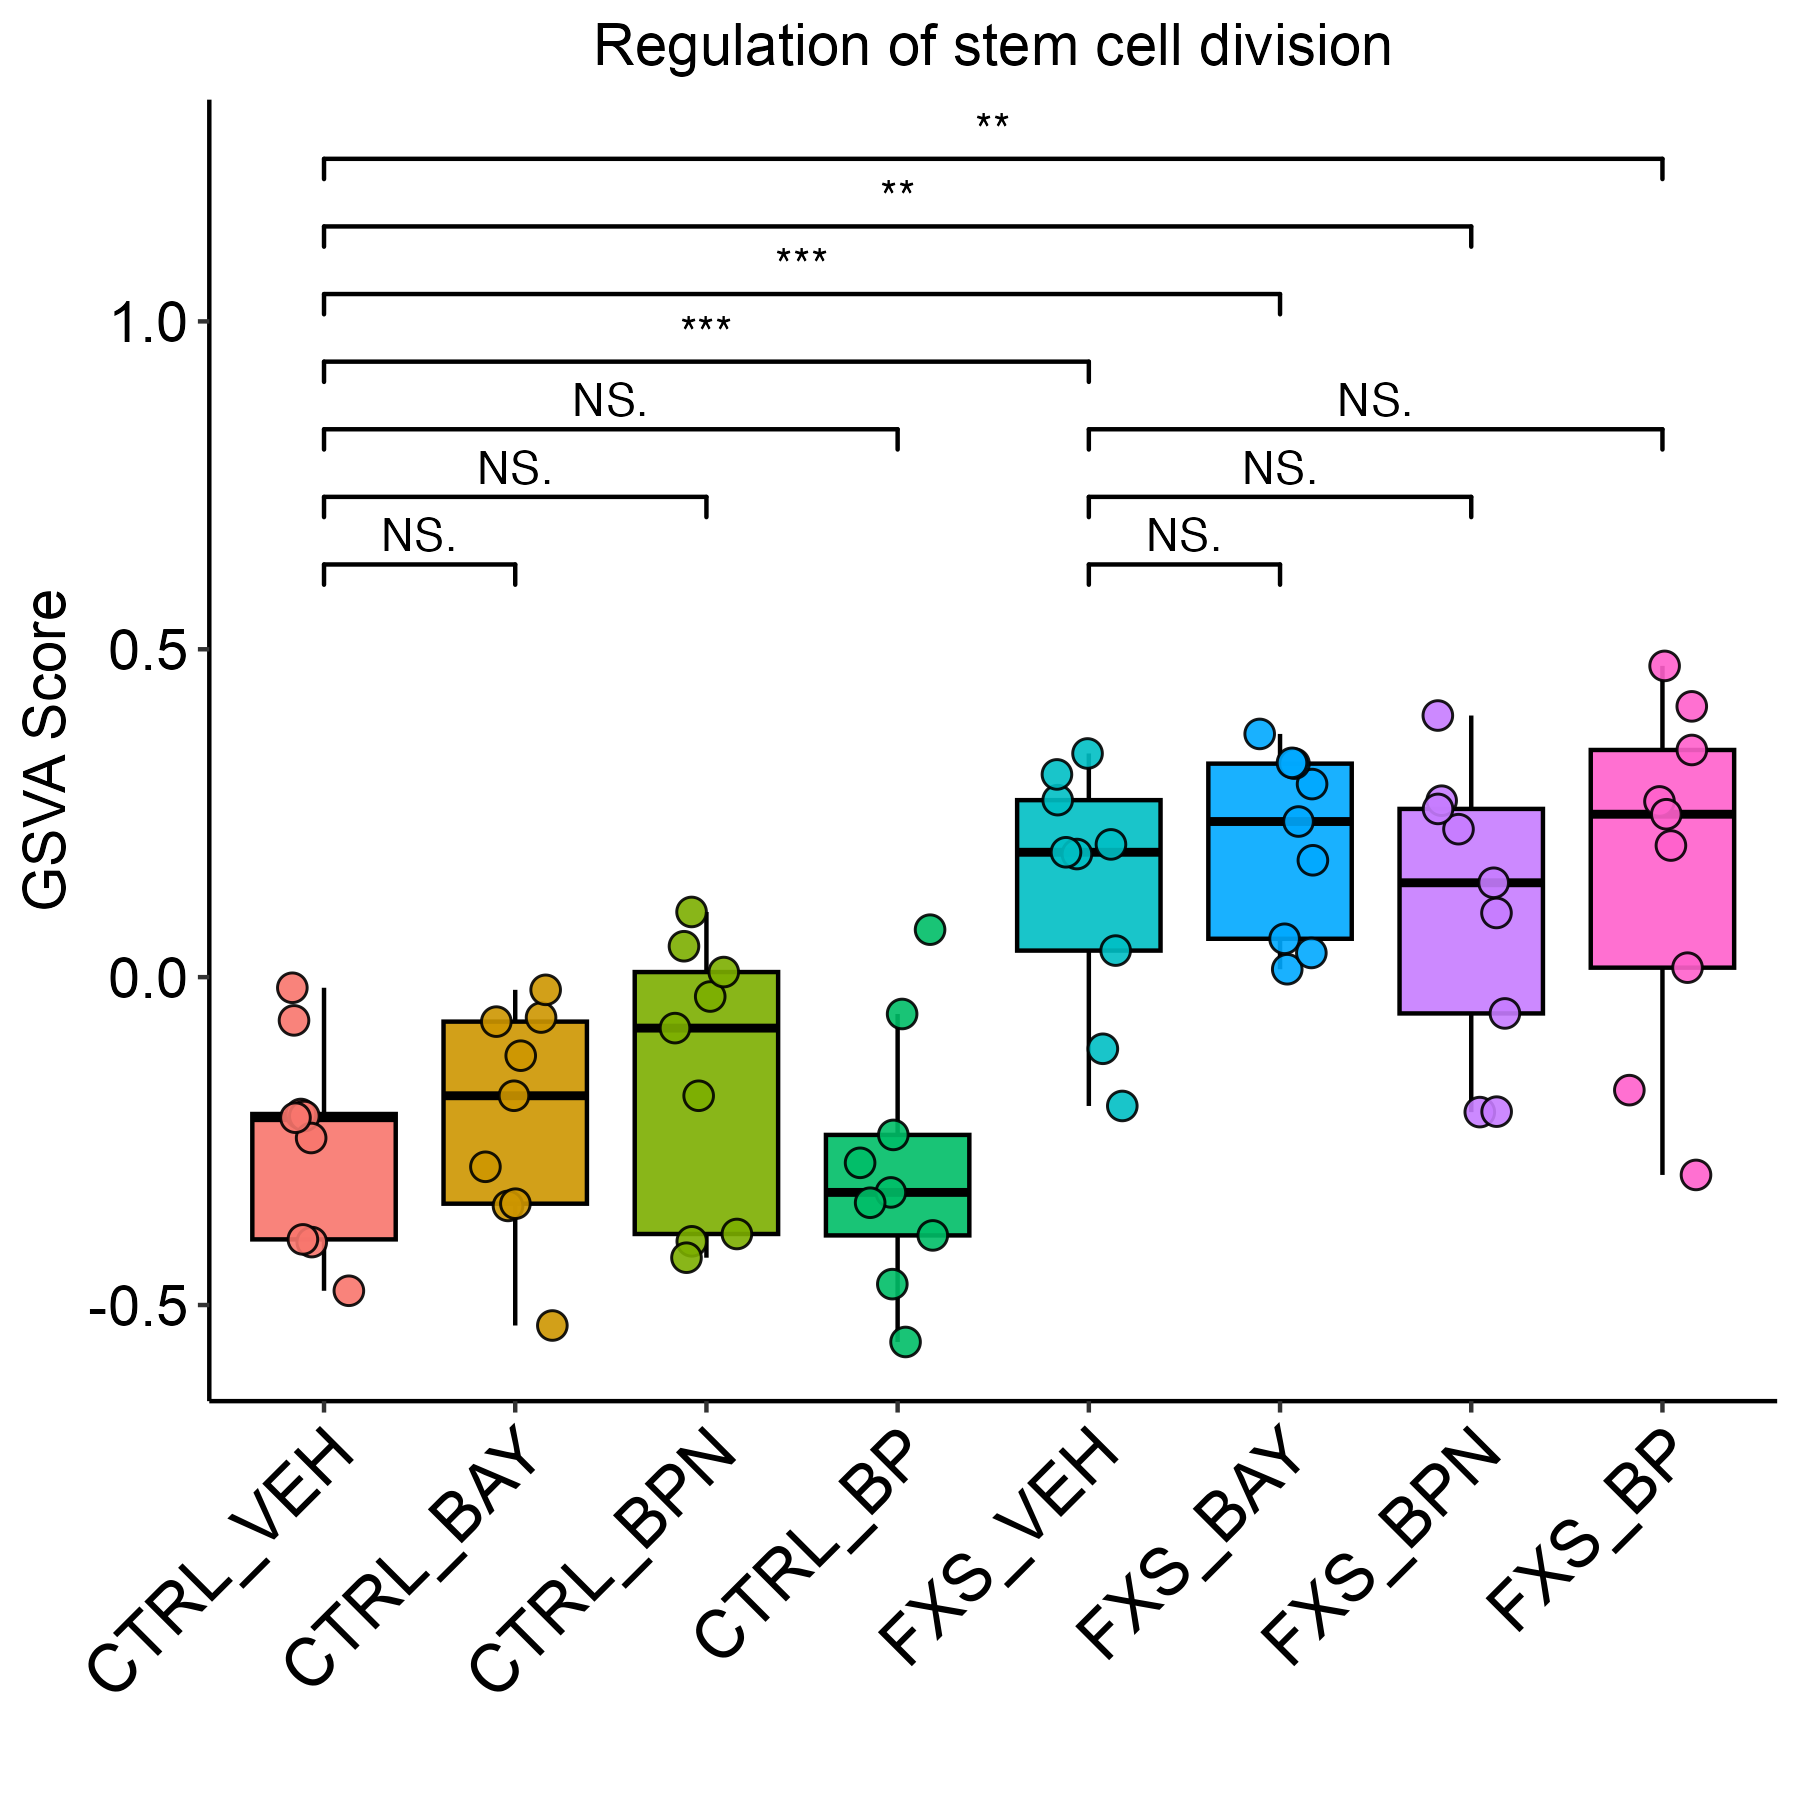 Regulation of stem cell division
**
**
***
***
NS.
NS.
NS.
NS.
NS.
NS.
GSVA Score
1.0
0.5
0.0
-0.5
CTRL_VEH
CTRL_BAY
CTRL_BPN
CTRL_BP
FXS_VEH
FXS_BAY
FXS_BPN
FXS_BP